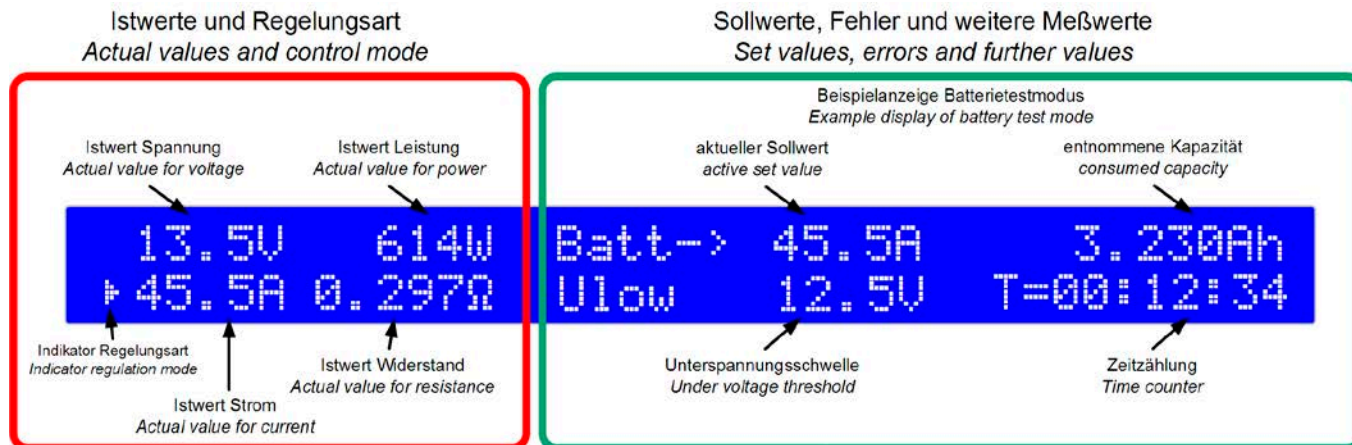 Istwerte und Regelungsart
Actual values and control mode
Sollwerte, Fehler und weitere Meßwerte
Set values, errors and further values
Beispielanzeige Batterietestmodus
Example display of battery test mode
Istwert Spannung
Actual value for voltage
Istwert Leistung
Actual value for power
aktueller Sollwert
active set value
entnommene Kapazität
consumed capacity
13.5V 614W Batt-> 45.5A 3.230Ah
45.5A 0.297Ω Ulow 12.5V T=00:12:34
Indikator Regelungsart
Indicator regulation mode
Istwert Strom
Actual value for current
Istwert Widerstand
Actual value for resistance
Unterspannungsschwelle
Under voltage threshold
Zeitzählung
Time counter